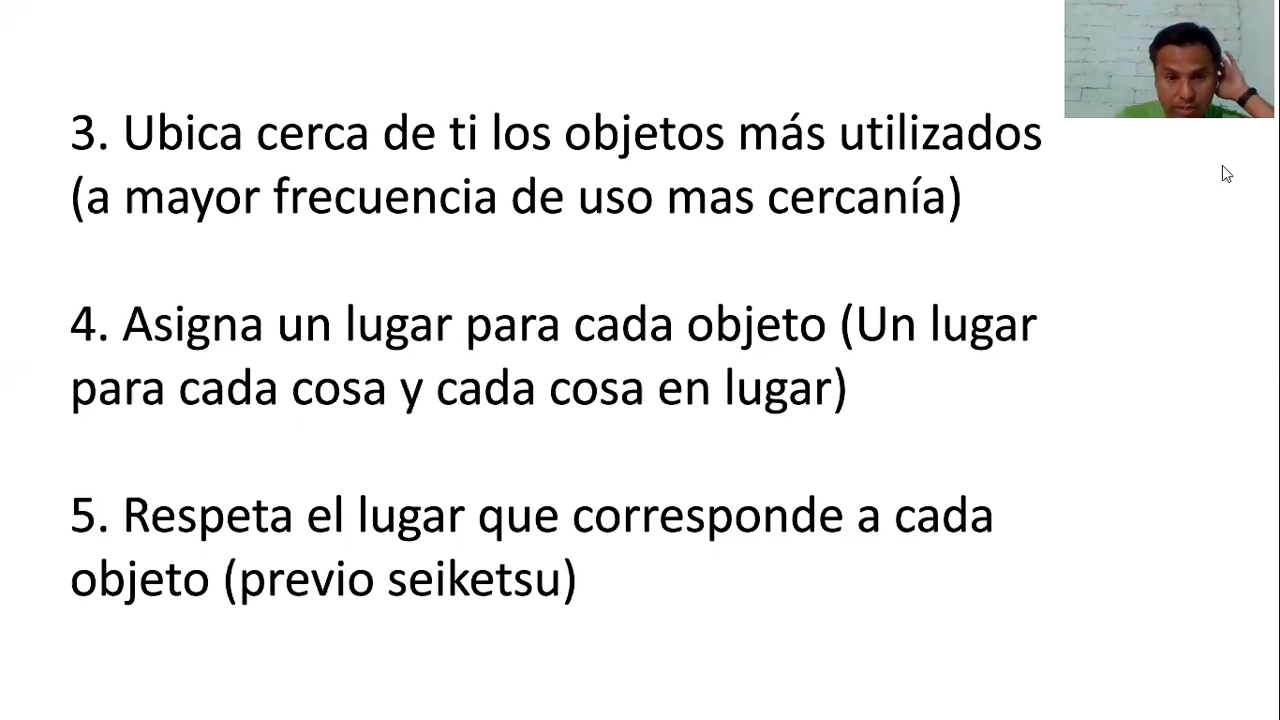 3. Ubica cerca de ti los objetos más utilizados
(a mayor frecuencia de uso mas cercanía)
4. Asigna un lugar para cada objeto (Un lugar
para cada cosa y cada cosa en lugar)
5. Respeta el lugar que corresponde a cada
objeto (previo seiketsu)